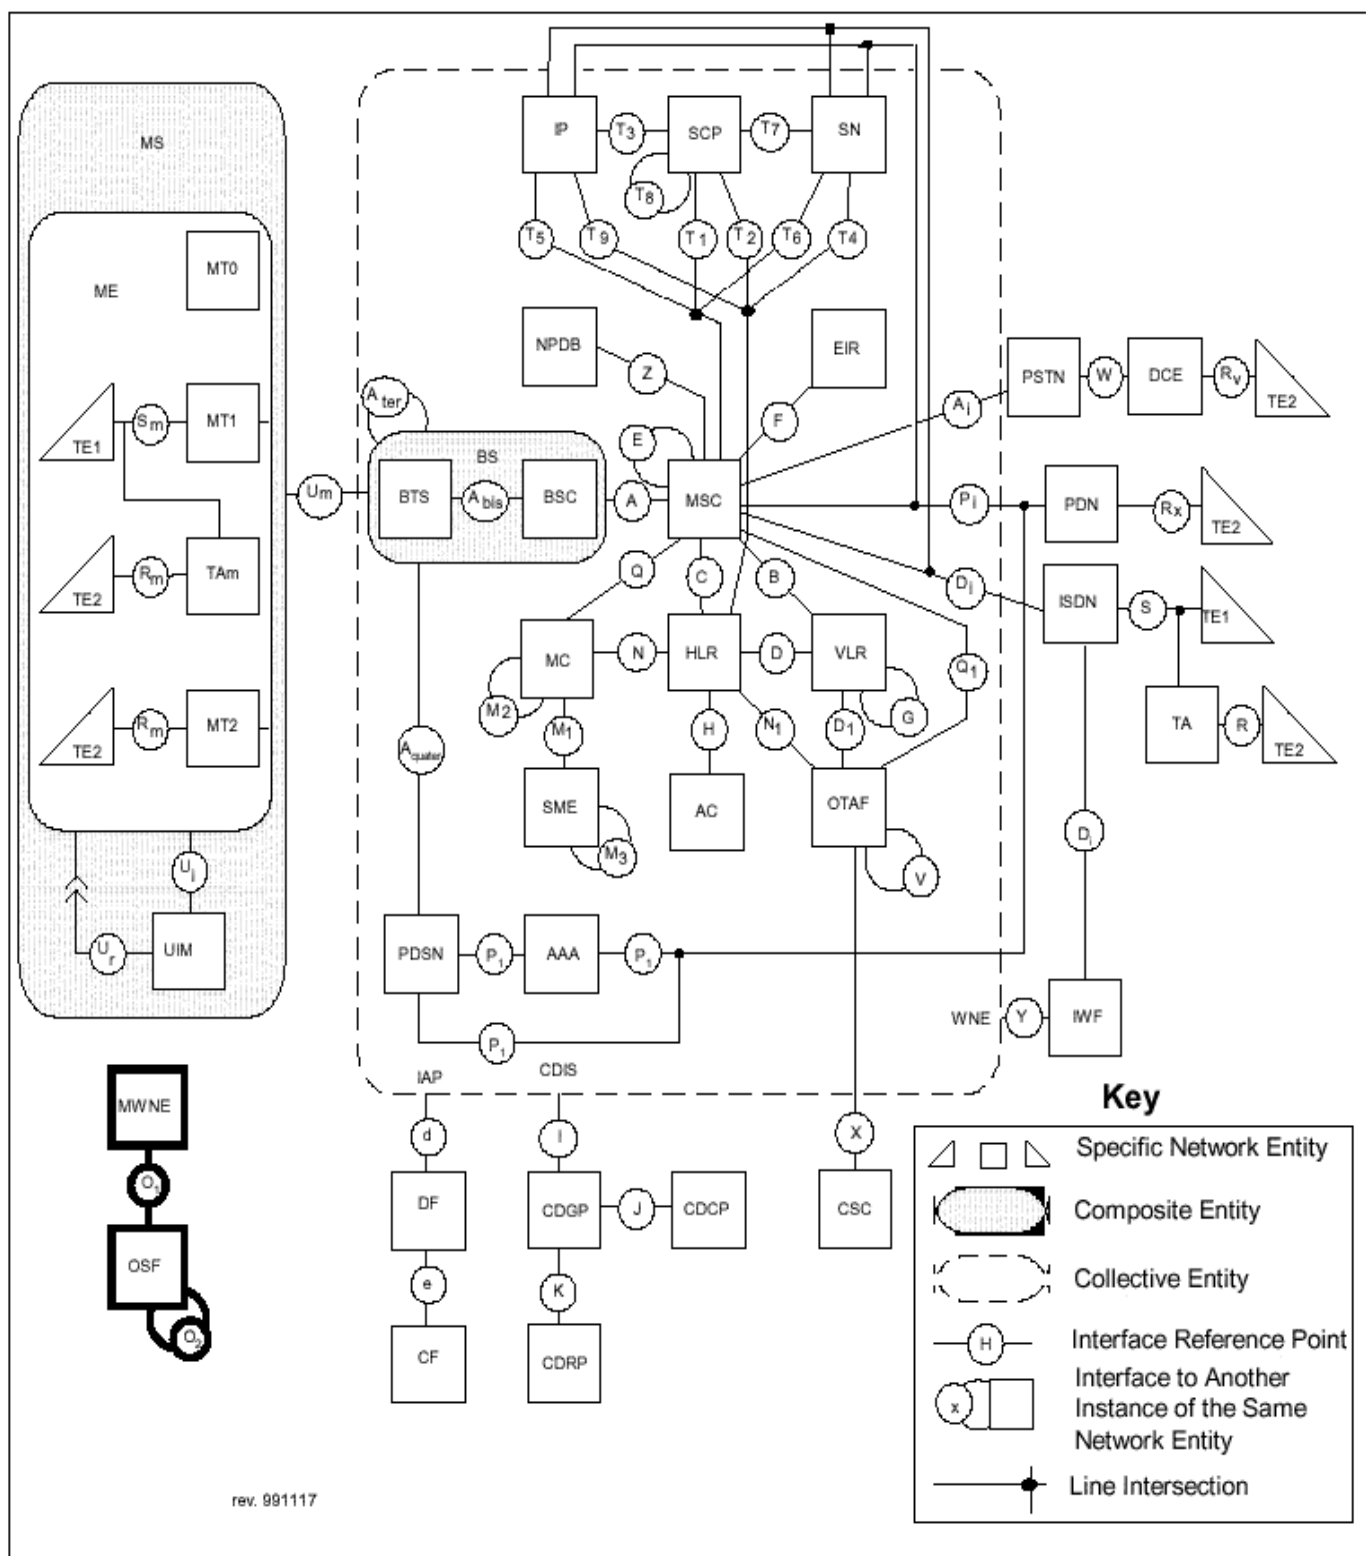 IP
T3
SCP
T7
SN
T8
T5
T9
T1
T2
T6
T4
MS
ME
MT0
TE1
Sm
MT1
TE2
Rm
TAm
TE2
Rm
MT2
Ui
Ur
UIM
Um
Ater
BS
BTS
Abis
BSC
A
NPDB
Z
EIR
F
E
MSC
Ai
PSTN
W
DCE
Rv
TE2
Pi
PDN
Rx
TE2
Di
ISDN
S
TE1
TA
R
TE2
Q
C
B
Q1
MC
N
HLR
D
VLR
M2
M1
H
N1
D1
G
SME
M3
AC
OTAF
V
Aquater
Di
PDSN
P1
AAA
P1
P1
WNE
Y
IWF
IAP
CDIS
MWNE
O1
OSF
O2
d
DF
e
CF
I
CDGP
J
CDCP
K
CDRP
X
CSC
Key
Specific Network Entity
Composite Entity
Collective Entity
H
Interface Reference Point
x
Interface to Another
Instance of the Same
Network Entity
Line Intersection
rev. 991117